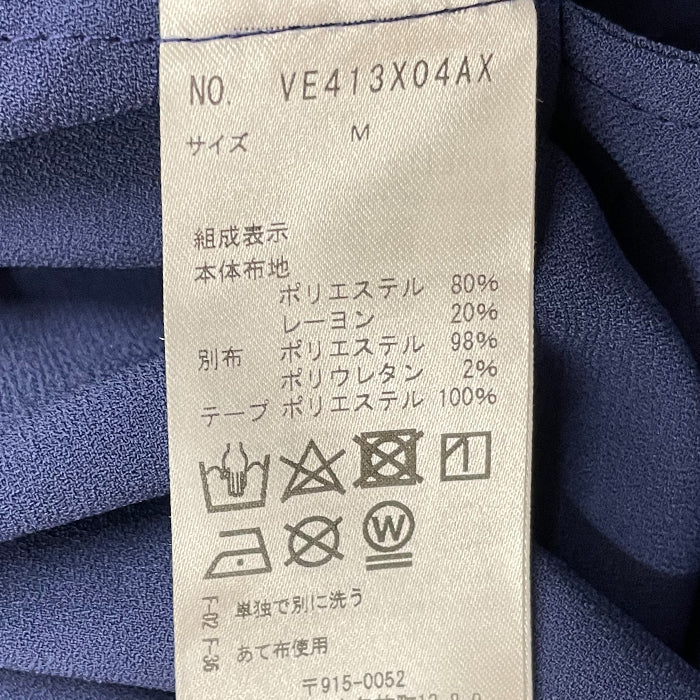 NO. VE413X04AX
サイズ M
組成表示
本体布地
ポリエステル 80%
レーヨン 20%
別布 ポリエステル 98%
ポリウレタン 2%
テープ ポリエステル 100%
W
F-02 単独で別に洗う
F-36 あて布使用
〒915-0052